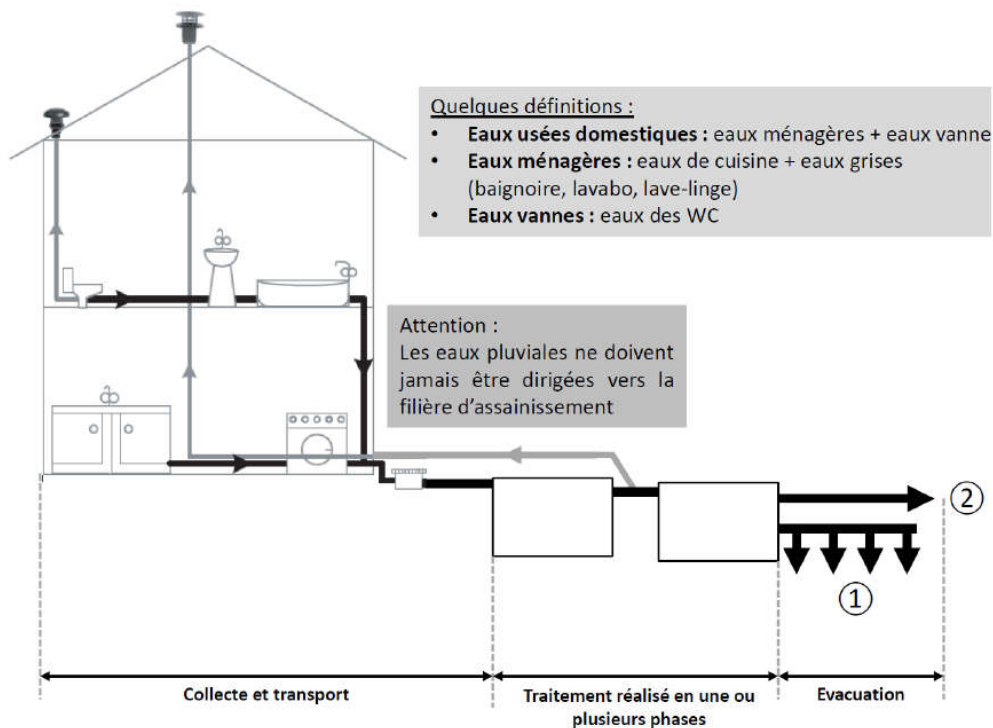 Quelques définitions :
• Eaux usées domestiques : eaux ménagères + eaux vanne
• Eaux ménagères : eaux de cuisine + eaux grises
(baignoire, lavabo, lave-linge)
• Eaux vannes : eaux des WC
Attention :
Les eaux pluviales ne doivent
jamais être dirigées vers la
filière d'assainissement
2
1
Collecte et transport
Traitement réalisé en une ou
plusieurs phases
Evacuation